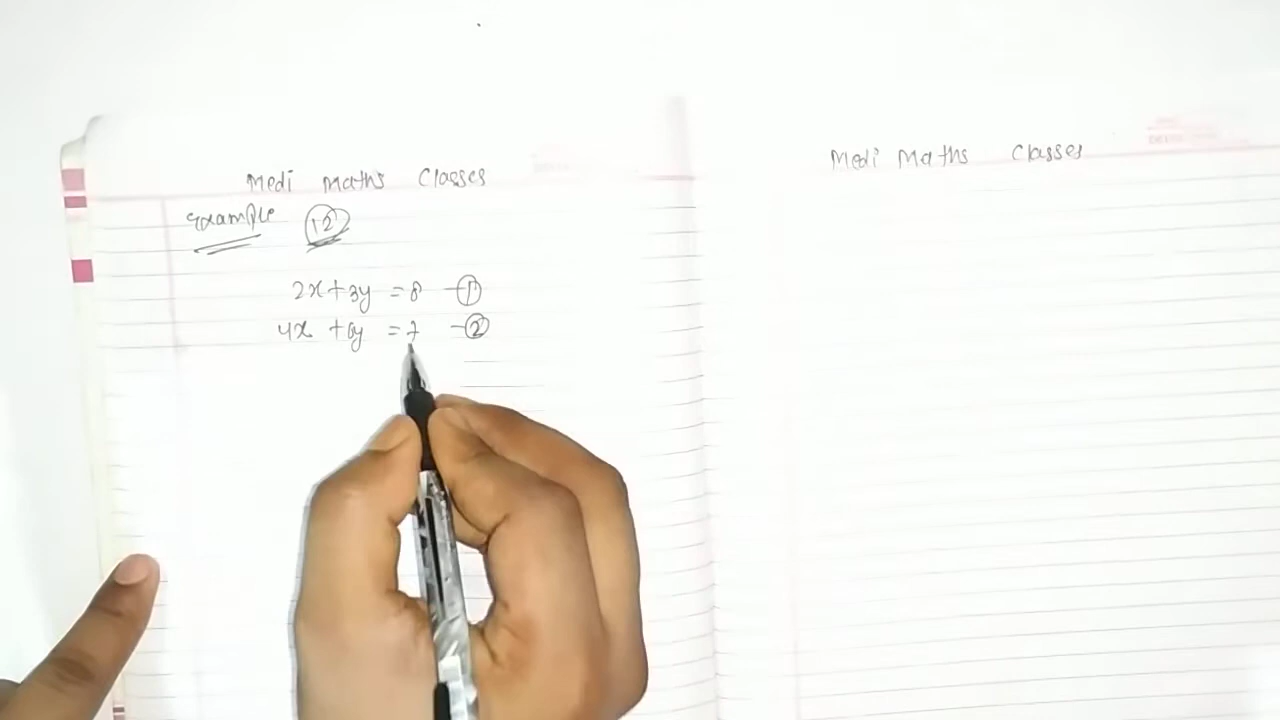 Medi Maths Classes
Example 12
2x+3y = 8 - 1
4x + 6y = 7 - 2
Medi Maths Classes